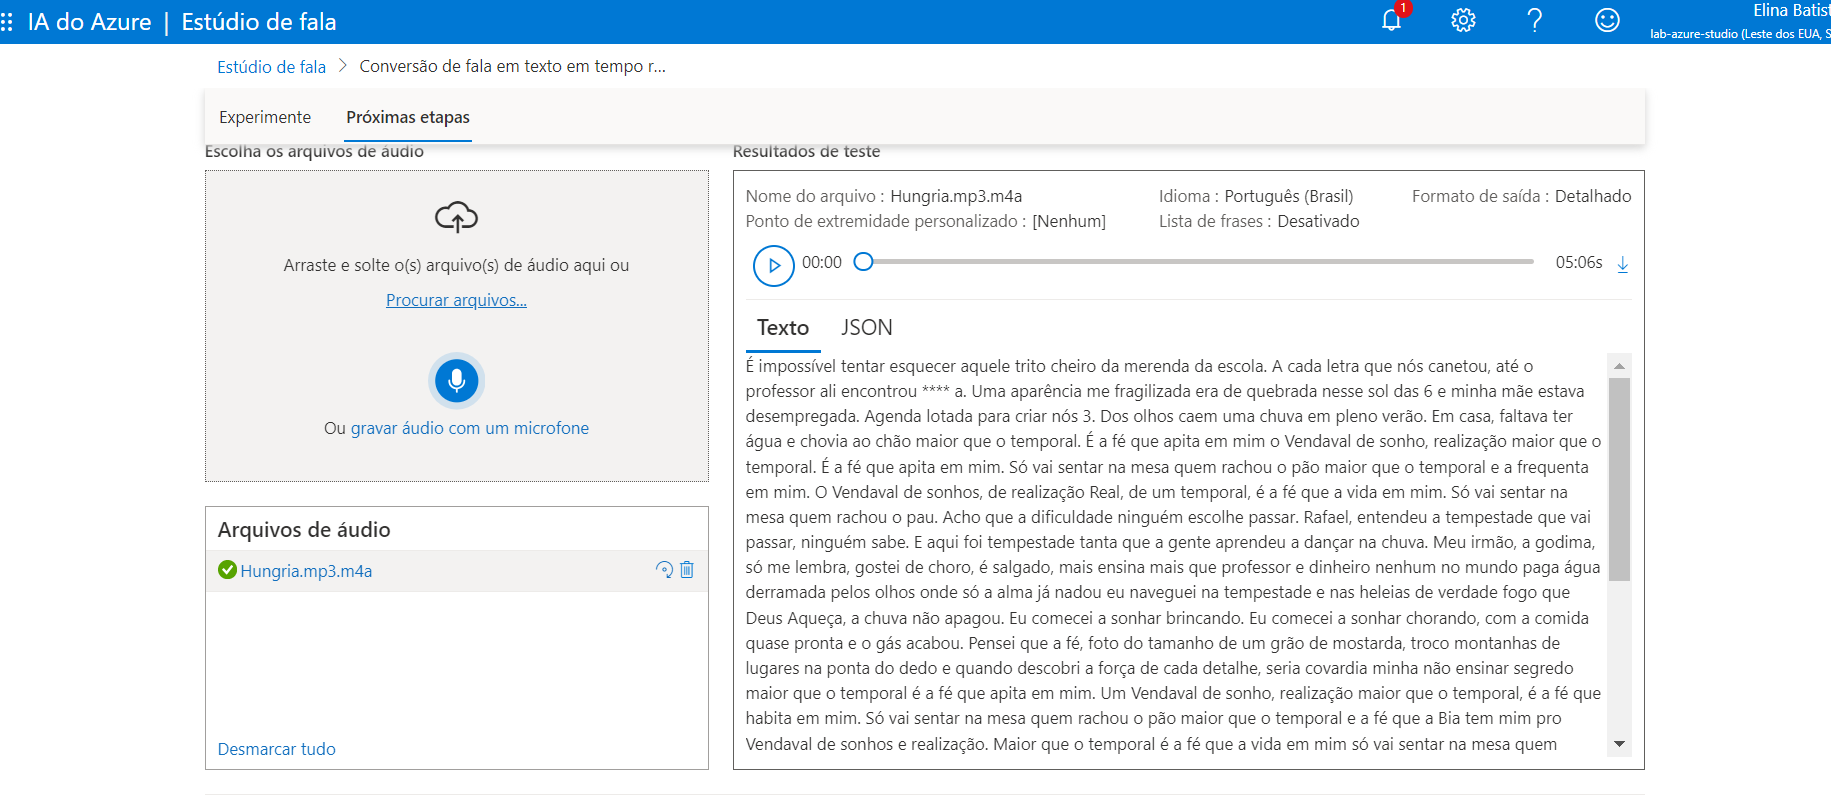 IA do Azure | Estúdio de fala
1
Elina Batist
lab-azure-studio (Leste dos EUA, S
Estúdio de fala > Conversão de fala em texto em tempo r...
Experimente
Próximas etapas
Escolha os arquivos de áudio
Arraste e solte o(s) arquivo(s) de áudio aqui ou
Procurar arquivos...
Ou gravar áudio com um microfone
Arquivos de áudio
Hungria.mp3.m4a
Desmarcar tudo
Resultados de teste
Nome do arquivo : Hungria.mp3.m4a
Idioma : Português (Brasil)
Formato de saída : Detalhado
Ponto de extremidade personalizado : [Nenhum]
Lista de frases : Desativado
00:00
05:06s
Texto
JSON
É impossível tentar esquecer aquele trito cheiro da merenda da escola. A cada letra que nós canetou, até o
professor ali encontrou **** a. Uma aparência me fragilizada era de quebrada nesse sol das 6 e minha mãe estava
desempregada. Agenda lotada para criar nós 3. Dos olhos caem uma chuva em pleno verão. Em casa, faltava ter
água e chovia ao chão maior que o temporal. É a fé que apita em mim o Vendaval de sonho, realização maior que o
temporal. É a fé que apita em mim. Só vai sentar na mesa quem rachou o pão maior que o temporal e a frequenta
em mim. O Vendaval de sonhos, de realização Real, de um temporal, é a fé que a vida em mim. Só vai sentar na
mesa quem rachou o pau. Acho que a dificuldade ninguém escolhe passar. Rafael, entendeu a tempestade que vai
passar, ninguém sabe. E aqui foi tempestade tanta que a gente aprendeu a dançar na chuva. Meu irmão, a godima,
só me lembra, gostei de choro, é salgado, mais ensina mais que professor e dinheiro nenhum no mundo paga água
derramada pelos olhos onde só a alma já nadou eu naveguei na tempestade e nas heleias de verdade fogo que
Deus Aqueça, a chuva não apagou. Eu comecei a sonhar brincando. Eu comecei a sonhar chorando, com a comida
quase pronta e o gás acabou. Pensei que a fé, foto do tamanho de um grão de mostarda, troco montanhas de
lugares na ponta do dedo e quando descobri a força de cada detalhe, seria covardia minha não ensinar segredo
maior que o temporal é a fé que apita em mim. Um Vendaval de sonho, realização maior que o temporal, é a fé que
habita em mim. Só vai sentar na mesa quem rachou o pão maior que o temporal e a fé que a Bia tem mim pro
Vendaval de sonhos e realização. Maior que o temporal é a fé que a vida em mim só vai sentar na mesa quem